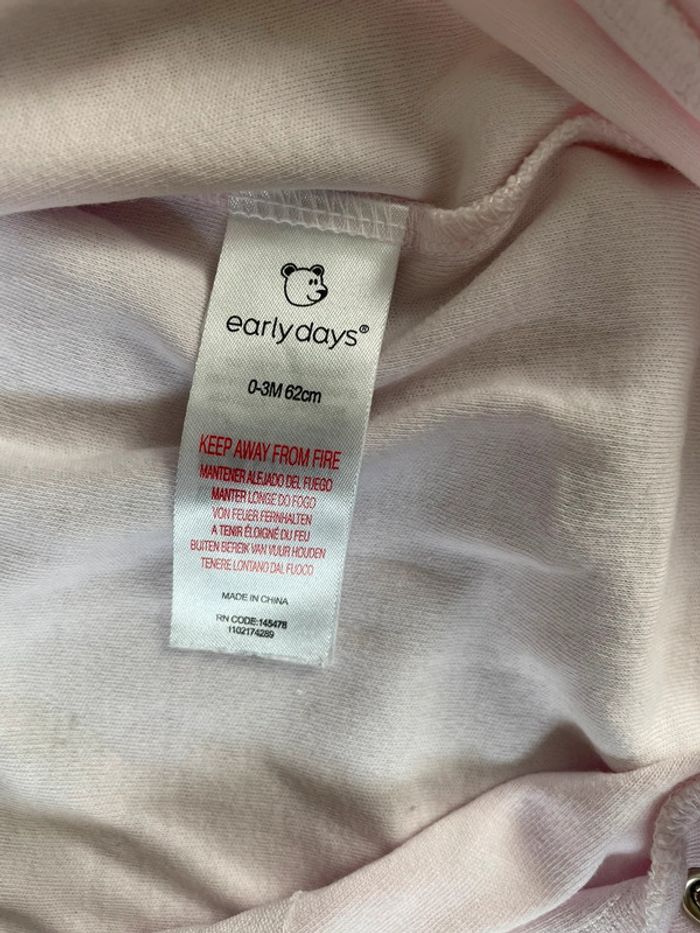 early days®
0-3M 62cm
KEEP AWAY FROM FIRE
MANTENER ALEJADO DEL FUEGO
MANTER LONGE DO FOGO
VON FEUER FERNHALTEN
A TENIR ÉLOIGNÉ DU FEU
BUITEN BEREIK VAN VUUR HOUDEN
TENERE LONTANO DAL FUOCO
MADE IN CHINA
RN CODE:145478
1102174289